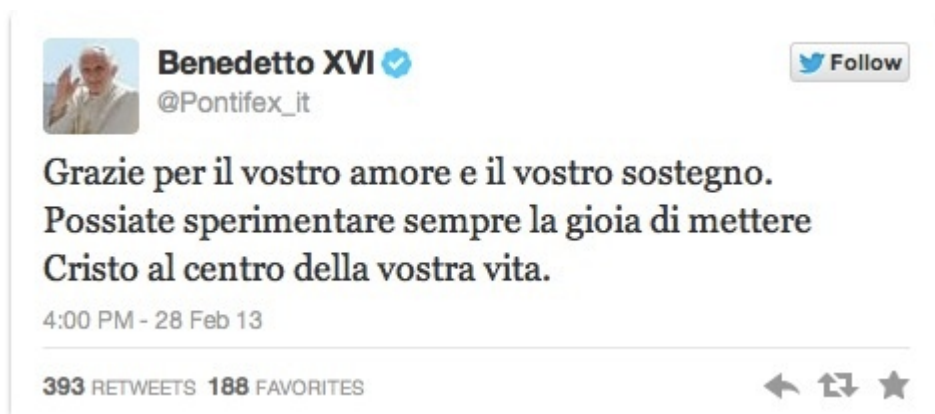 Benedetto XVI
Follow
@Pontifex_it
Grazie per il vostro amore e il vostro sostegno.
Possiate sperimentare sempre la gioia di mettere
Cristo al centro della vostra vita.
4:00 PM - 28 Feb 13
393 RETWEETS 188 FAVORITES